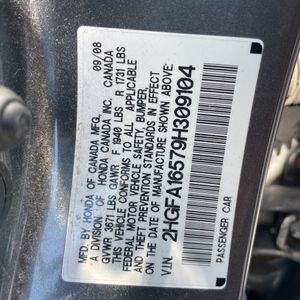 MFD. BY HONDA OF CANADA MFG. 09/08
A DIVISION OF HONDA CANADA INC. CANADA
GVWR 3671 LBS GAWR F 1940 LBS R 1731 LBS
THIS VEHICLE CONFORMS TO ALL APPLICABLE
FEDERAL MOTOR VEHICLE SAFETY, BUMPER,
AND THEFT PREVENTION STANDARDS IN EFFECT ON
THE DATE OF MANUFACTURE SHOWN ABOVE.
V.I.N. 2HGFA16579H309104
PASSENGER CAR